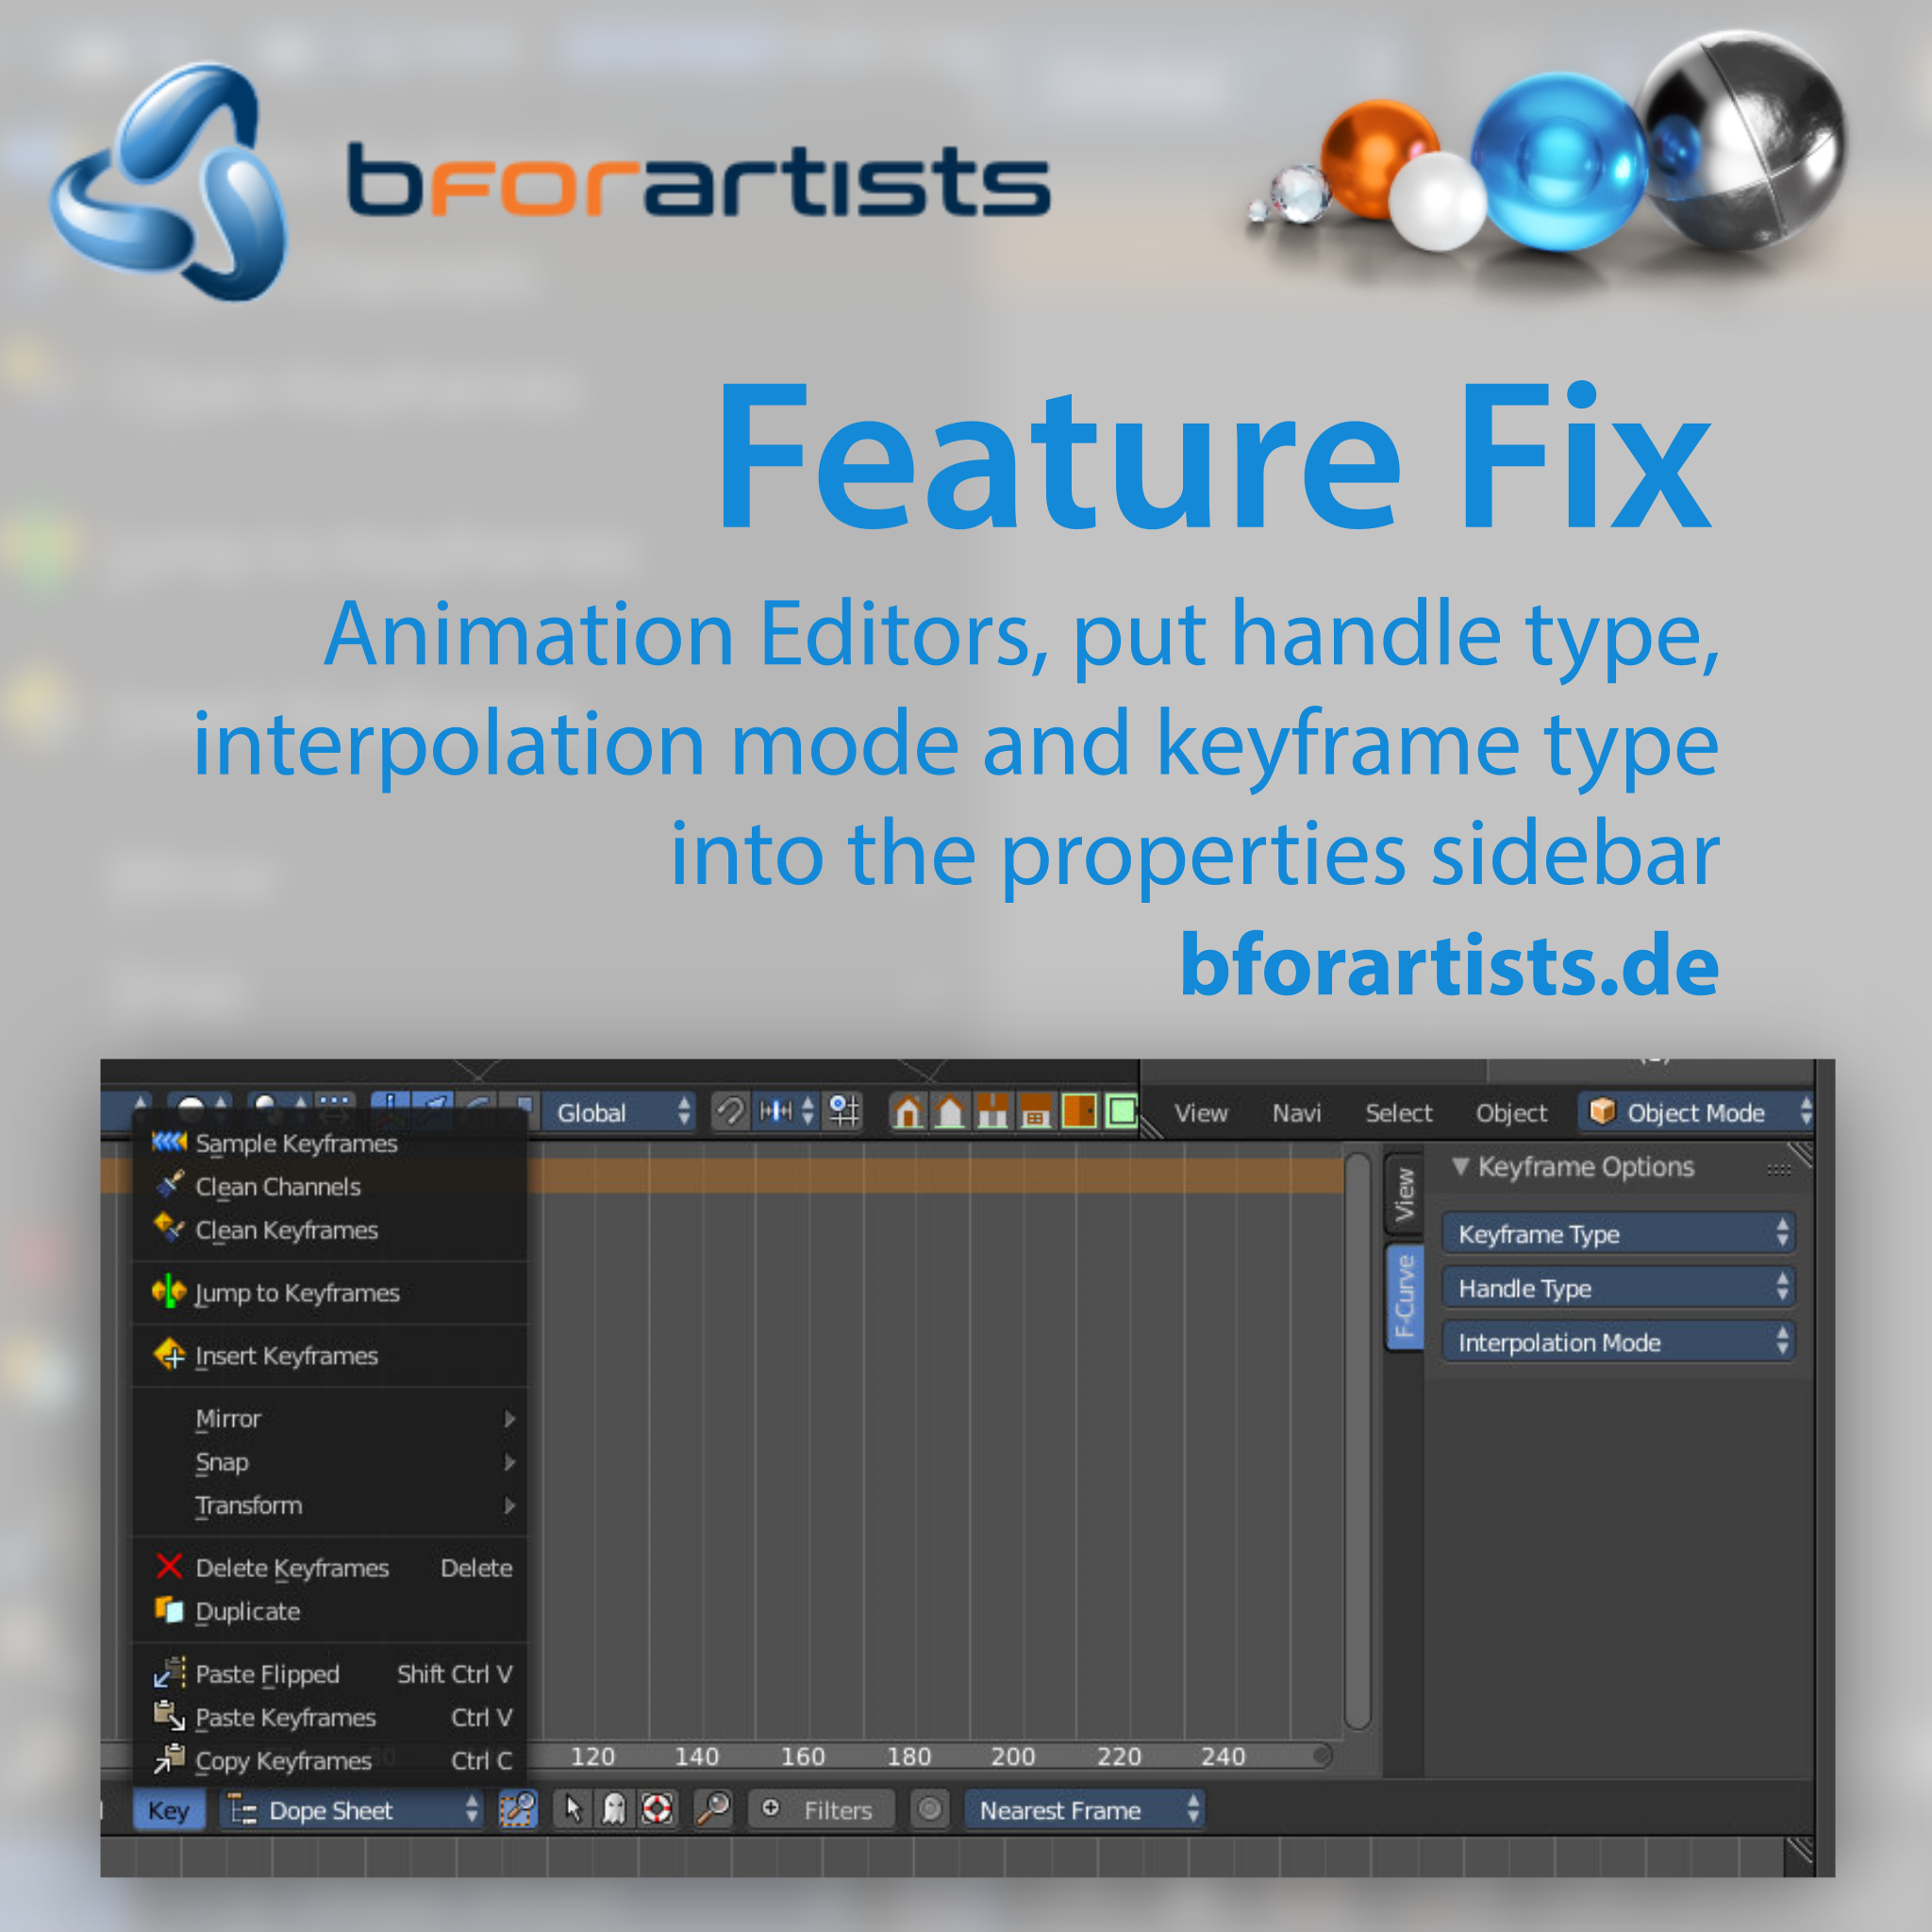 bforartists
Feature Fix
Animation Editors, put handle type,
interpolation mode and keyframe type
into the properties sidebar
bforartists.de
Global
View Navi Select Object Object Mode
Sample Keyframes
Clean Channels
Clean Keyframes
Jump to Keyframes
Insert Keyframes
Mirror
Snap
Transform
Delete Keyframes Delete
Duplicate
Paste Flipped Shift Ctrl V
Paste Keyframes Ctrl V
Copy Keyframes Ctrl C
View
F-Curve
Keyframe Options
Keyframe Type
Handle Type
Interpolation Mode
120 140 160 180 200 220 240
Key Dope Sheet Filters Nearest Frame